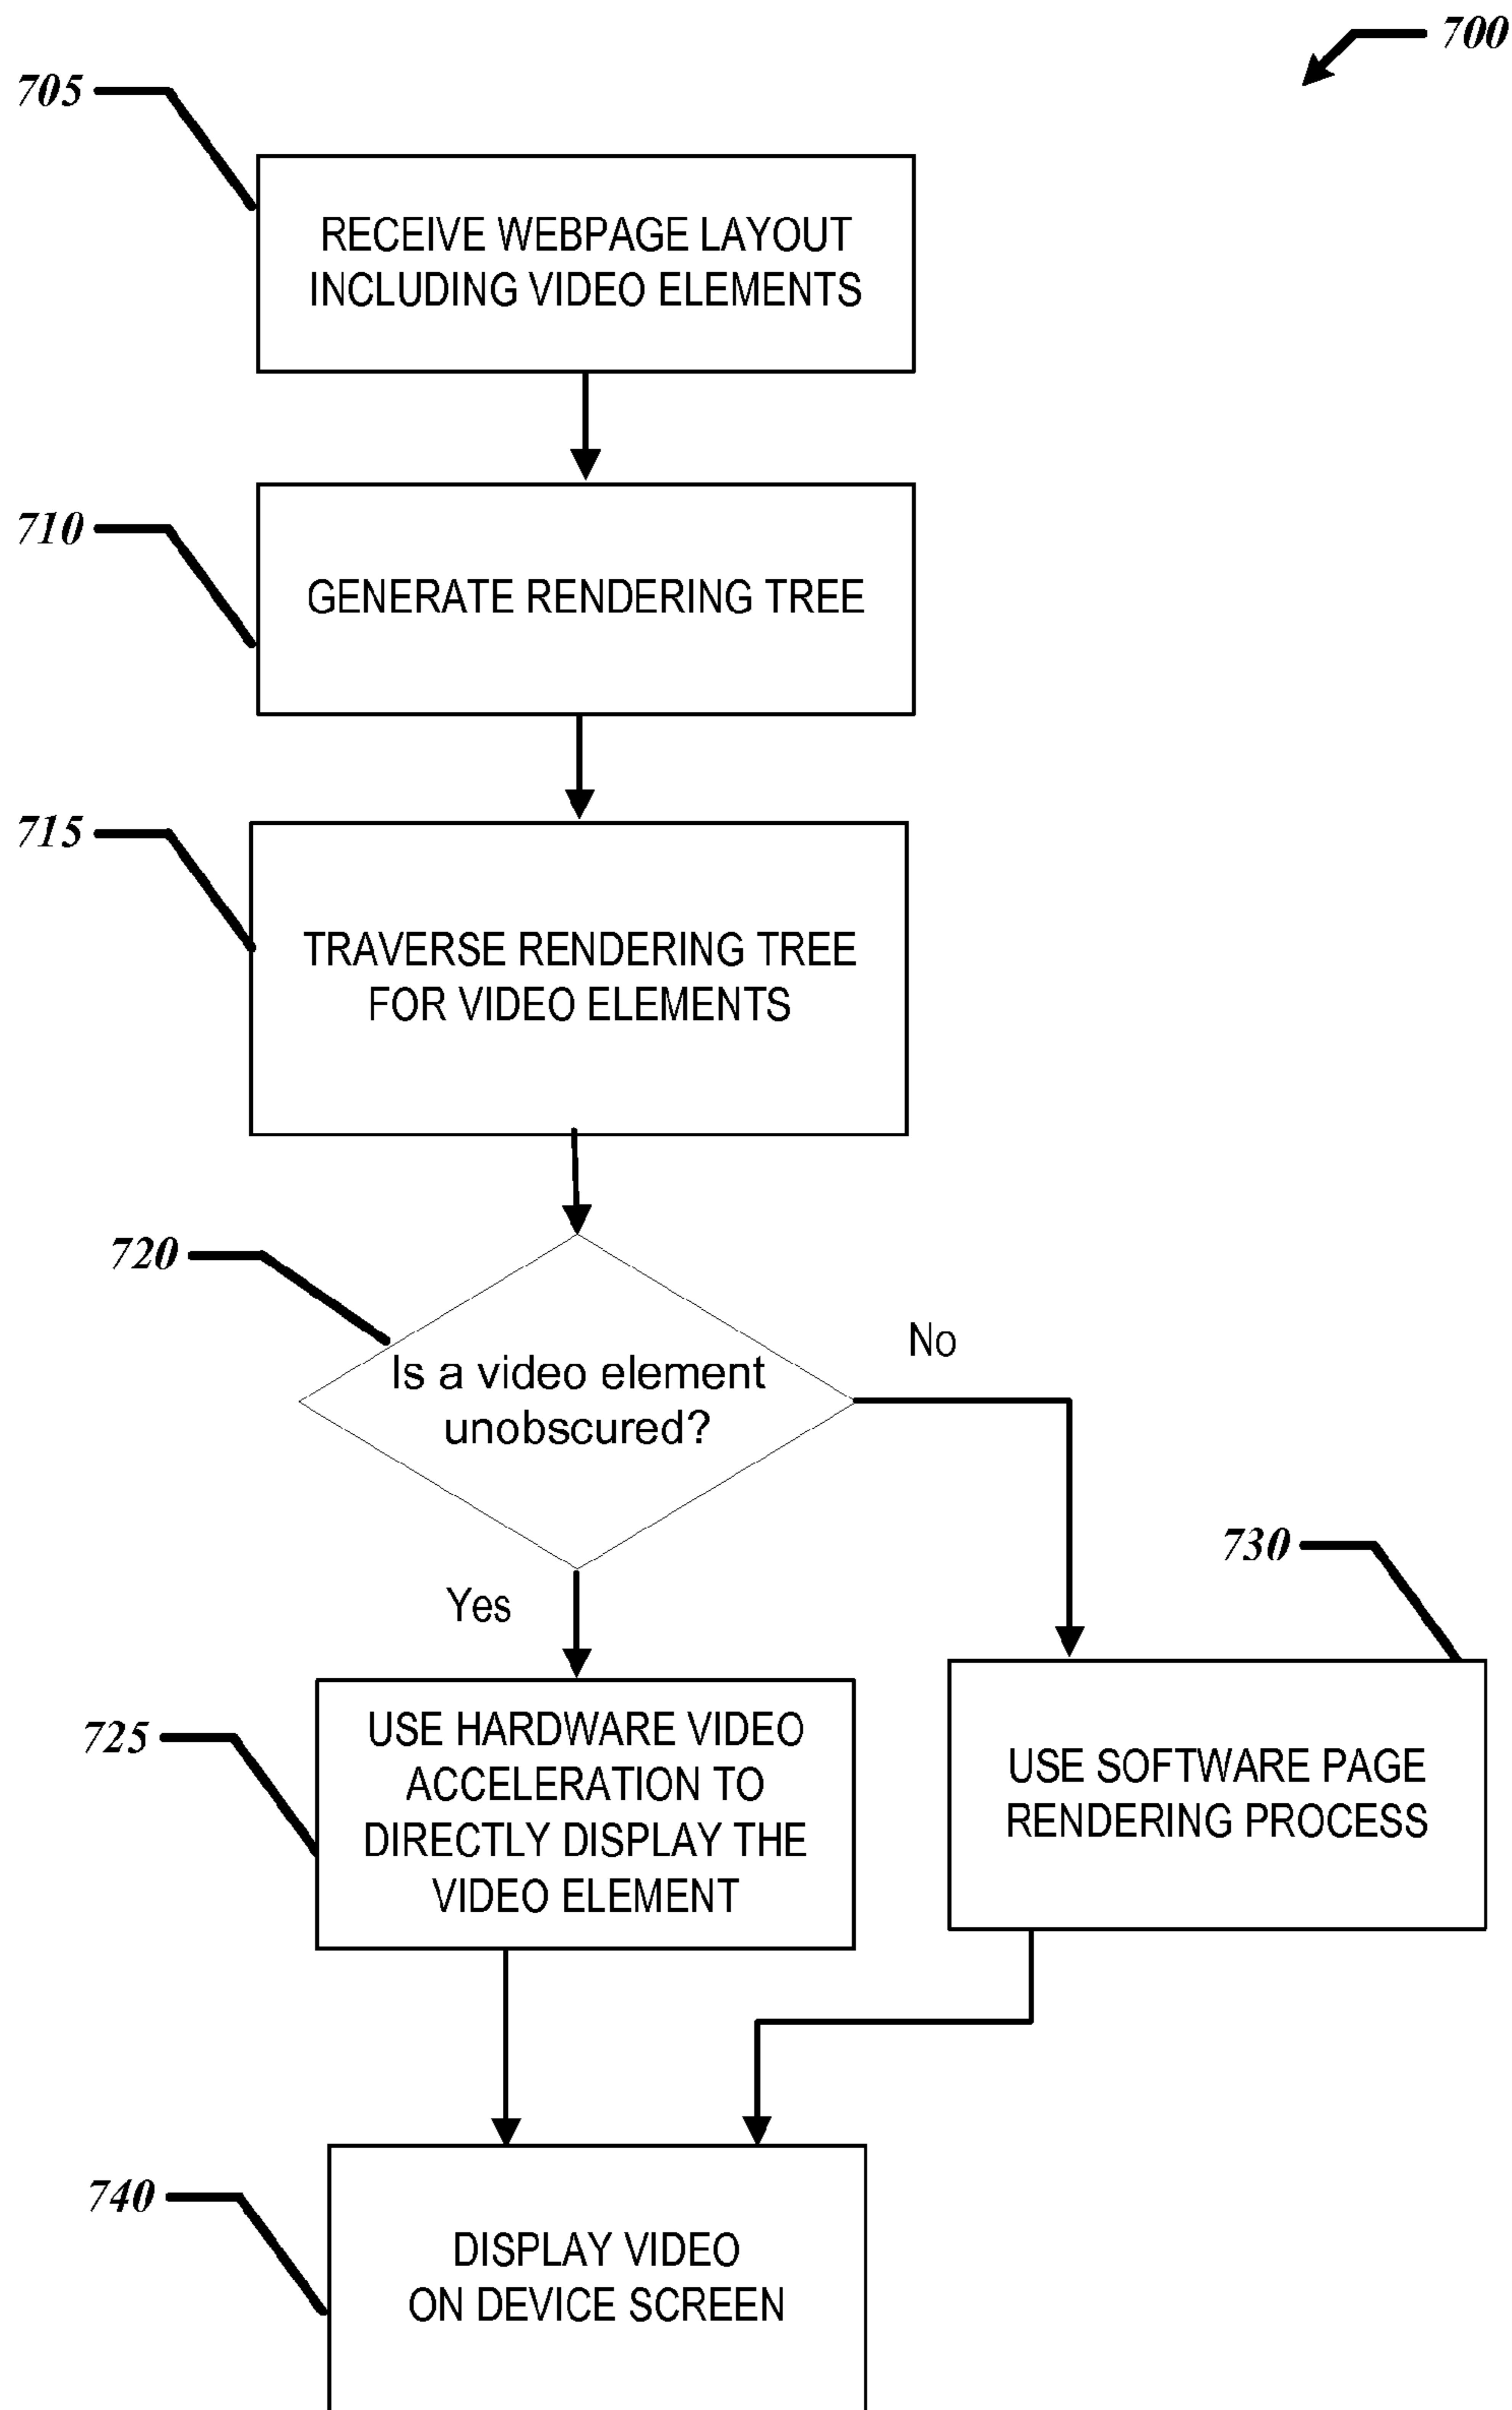 700
705
RECEIVE WEBPAGE LAYOUT
INCLUDING VIDEO ELEMENTS
710
GENERATE RENDERING TREE
715
TRAVERSE RENDERING TREE
FOR VIDEO ELEMENTS
720
Is a video element
unobscured?
No
Yes
730
725
USE HARDWARE VIDEO
ACCELERATION TO
DIRECTLY DISPLAY THE
VIDEO ELEMENT
USE SOFTWARE PAGE
RENDERING PROCESS
740
DISPLAY VIDEO
ON DEVICE SCREEN